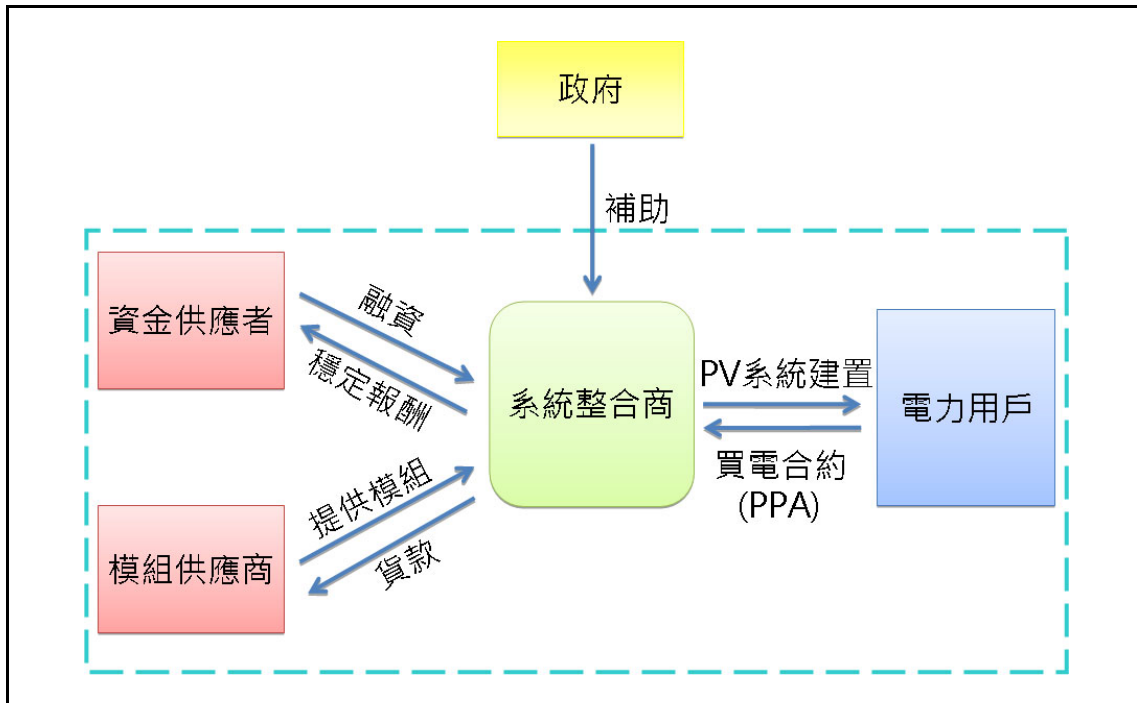 政府
補助
資金供應者
融資
穩定報酬
系統整合商
PV系統建置
電力用戶
買電合約
(PPA)
提供模組
模組供應商
貨款